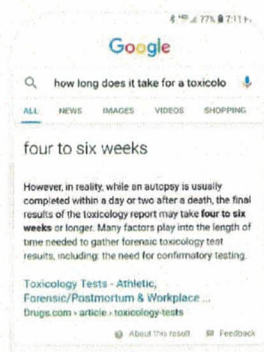 77% 7:11
Google
how long does it take for a toxicolo
ALL NEWS IMAGES VIDEOS SHOPPING
four to six weeks
However, in reality, while an autopsy is usually
completed within a day or two after a death, the final
results of the toxicology report may take four to six
weeks or longer. Many factors play into the length of
time needed to gather forensic toxicology test
results, including: the need for confirmatory testing.
Toxicology Tests - Athletic,
Forensic/Postmortum & Workplace ...
Drugs.com › article › toxicology-tests
About this result Feedback